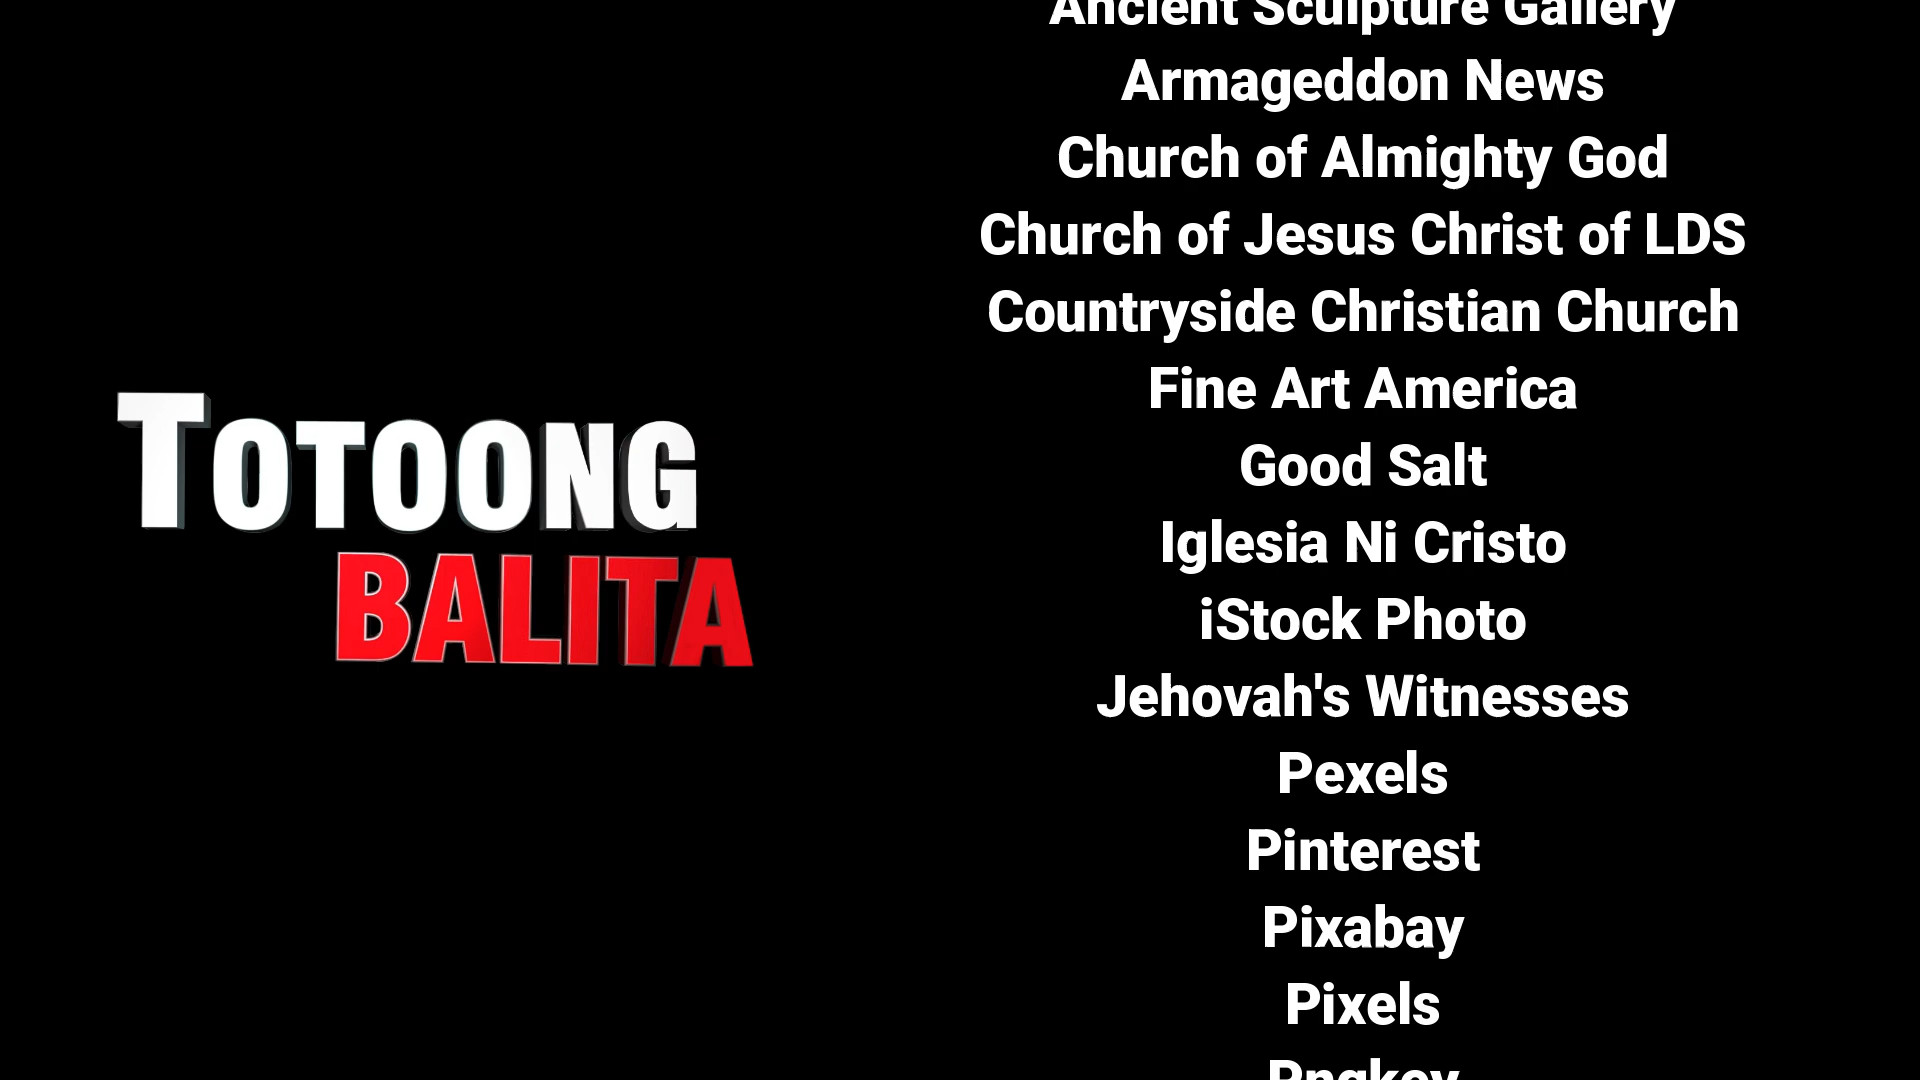 TOTOONG
BALITA
Ancient Sculpture Gallery
Armageddon News
Church of Almighty God
Church of Jesus Christ of LDS
Countryside Christian Church
Fine Art America
Good Salt
Iglesia Ni Cristo
iStock Photo
Jehovah's Witnesses
Pexels
Pinterest
Pixabay
Pixels
Pngkey